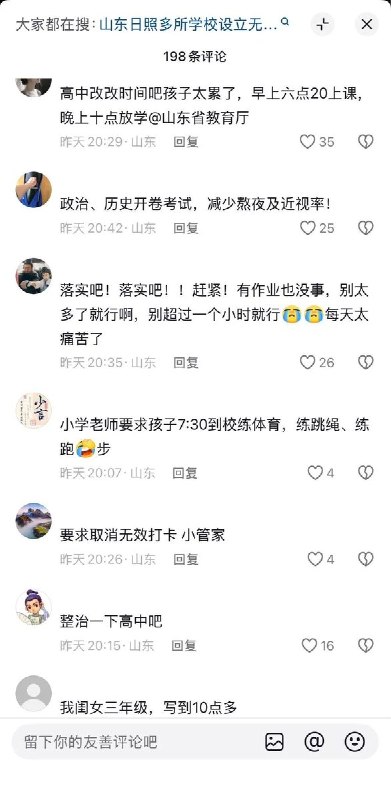 大家都在搜：山东日照多所学校设立无...
198条评论
高中改改时间吧孩子太累了，早上六点20上课，
晚上十点放学@山东省教育厅
昨天 20:29 · 山东 回复 35
政治、历史开卷考试，减少熬夜及近视率！
昨天 20:42 · 山东 回复 25
落实吧！落实吧！！赶紧！有作业也没事，别太
多了就行啊，别超过一个小时就行😭😭每天太
痛苦了
昨天 20:35 · 山东 回复 26
小学老师要求孩子7:30到校练体育，练跳绳、练
跑🤣步
昨天 20:07 · 山东 回复 4
要求取消无效打卡 小管家
昨天 20:26 · 山东 回复 4
整治一下高中吧
昨天 20:15 · 山东 回复 16
我闺女三年级，写到10点多
留下你的友善评论吧